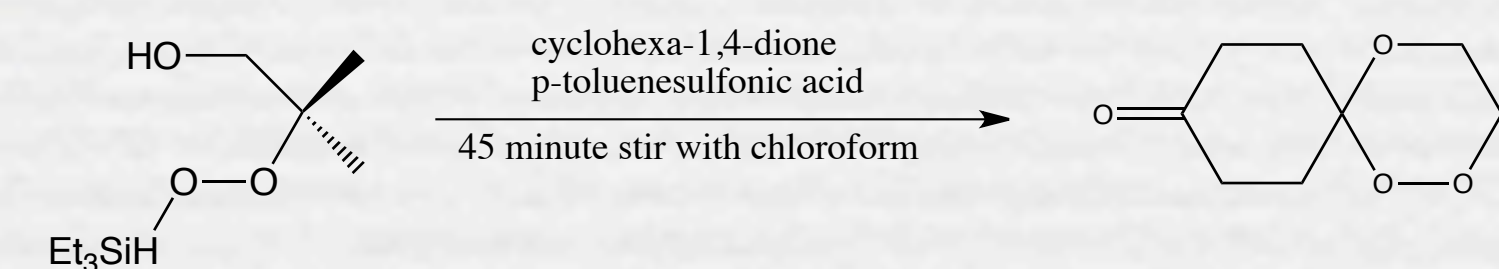 cyclohexa-1,4-dione
p-toluenesulfonic acid
45 minute stir with chloroform
HO
O O
Et3SiH
O
O
O O